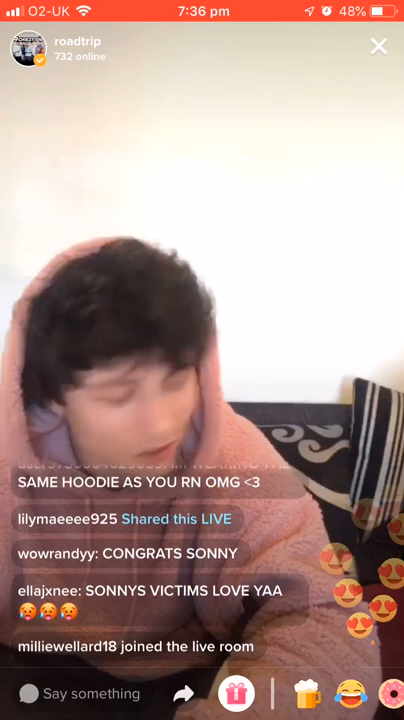 O2-UK 7:36 pm 48%
roadtrip
732 online
SAME HOODIE AS YOU RN OMG <3
lilymaeeee925 Shared this LIVE
wowrandyy: CONGRATS SONNY
ellajxnee: SONNYS VICTIMS LOVE YAA
🥵🥵🥵
milliewellard18 joined the live room
Say something